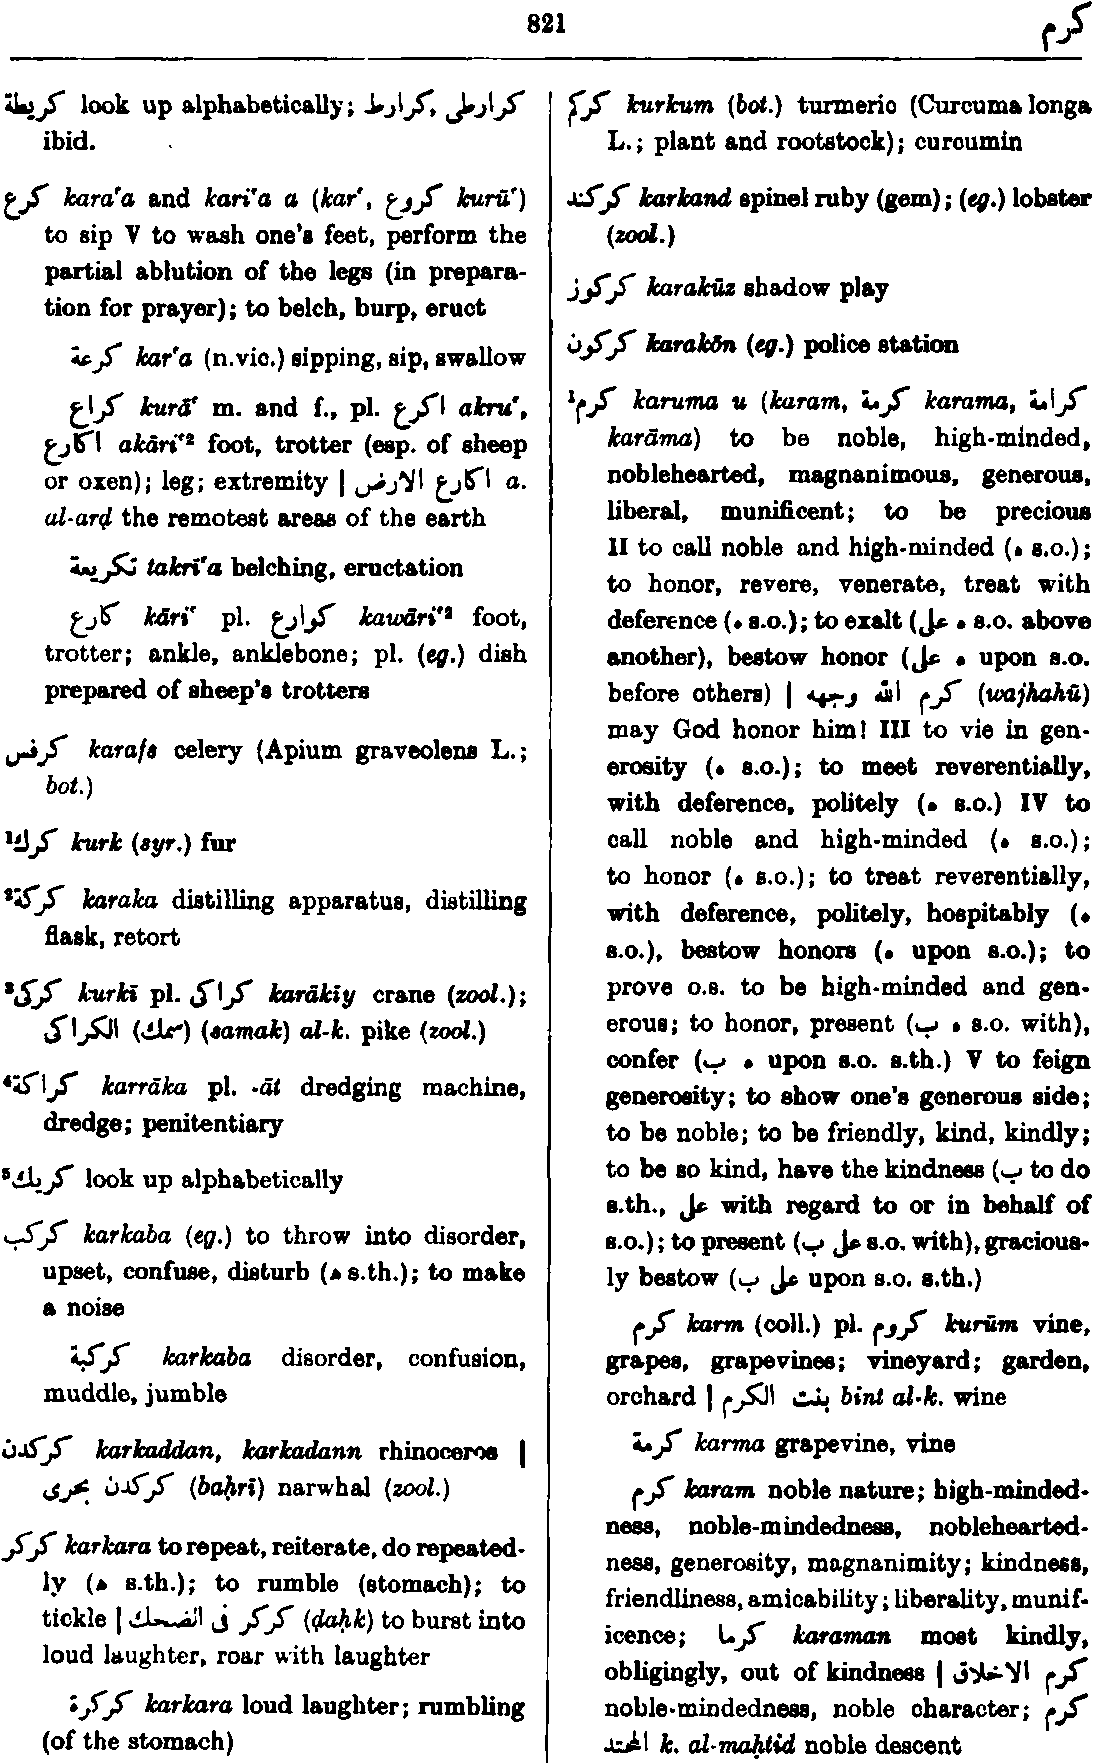 821
كرم
كريطة look up alphabetically; كراريط ,كراريطى
ibid.
كرع kara'a and kari'a a (kar', كروع kurū')
to sip V to wash one's feet, perform the
partial ablution of the legs (in prepara-
tion for prayer); to belch, burp, eruct
كرعة kar'a (n.vic.) sipping, sip, swallow
كراع kurā' m. and f., pl. اكرع akru',
اكارع akāri'² foot, trotter (esp. of sheep
or oxen); leg; extremity | اكارع الارض a.
al-arḍ the remotest areas of the earth
تكريعة takrī'a belching, eructation
كارع kāri' pl. كوارع kawāri'² foot,
trotter; ankle, anklebone; pl. (eg.) dish
prepared of sheep's trotters
كرفس karafs celery (Apium graveolens L.;
bot.)
¹كرك kurk (syr.) fur
²كركة karaka distilling apparatus, distilling
flask, retort
³كركى kurkī pl. كراكى karākīy crane (zool.);
الكراكى (سمك) (samak) al-k. pike (zool.)
⁴كراكة karrāka pl. -āt dredging machine,
dredge; penitentiary
⁵كريك look up alphabetically
كركب karkaba (eg.) to throw into disorder,
upset, confuse, disturb (ه s.th.); to make
a noise
كركبة karkaba disorder, confusion,
muddle, jumble
كركدن karkaddan, karkadann rhinoceros |
كركدن بحرى (baḥrī) narwhal (zool.)
كركر karkara to repeat, reiterate, do repeated-
ly (ه s.th.); to rumble (stomach); to
tickle | كركر فى الضحك (ḍaḥk) to burst into
loud laughter, roar with laughter
كركرة karkara loud laughter; rumbling
(of the stomach)
كركم kurkum (bot.) turmeric (Curcuma longa
L.; plant and rootstock); curcumin
كركند karkand spinel ruby (gem); (eg.) lobster
(zool.)
كركوز karakūz shadow play
كركون karakōn (eg.) police station
¹كرم karuma u (karam, كرمة karama, كرامة
karāma) to be noble, high-minded,
noblehearted, magnanimous, generous,
liberal, munificent; to be precious
II to call noble and high-minded (ه s.o.);
to honor, revere, venerate, treat with
deference (ه s.o.); to exalt (على ه s.o. above
another), bestow honor (على ه upon s.o.
before others) | كرم الله وجهه (wajhahū)
may God honor him! III to vie in gen-
erosity (ه s.o.); to meet reverentially,
with deference, politely (ه s.o.) IV to
call noble and high-minded (ه s.o.);
to honor (ه s.o.); to treat reverentially,
with deference, politely, hospitably (ه
s.o.), bestow honors (ه upon s.o.); to
prove o.s. to be high-minded and gen-
erous; to honor, present (ب ه s.o. with),
confer (ب ه upon s.o. s.th.) V to feign
generosity; to show one's generous side;
to be noble; to be friendly, kind, kindly;
to be so kind, have the kindness (ب to do
s.th., على with regard to or in behalf of
s.o.); to present (ب على s.o. with), gracious-
ly bestow (ب على upon s.o. s.th.)
كرم karm (coll.) pl. كروم kurūm vine,
grapes, grapevines; vineyard; garden,
orchard | بنت الكرم bint al-k. wine
كرمة karma grapevine, vine
كرم karam noble nature; high-minded-
ness, noble-mindedness, noblehearted-
ness, generosity, magnanimity; kindness,
friendliness, amicability; liberality, munif-
icence; كرما karaman most kindly,
obligingly, out of kindness | كرم الاخلاق
noble-mindedness, noble character; كرم
المحتد k. al-maḥtid noble descent